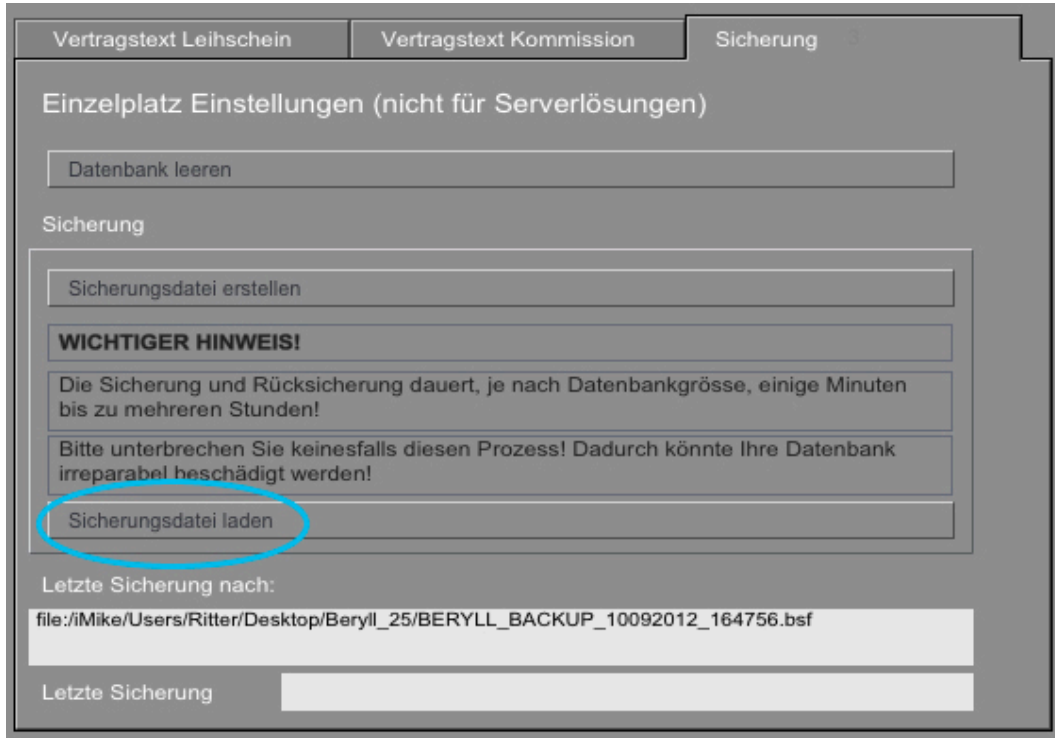 Vertragstext Leihschein
Vertragstext Kommission
Sicherung 3
Einzelplatz Einstellungen (nicht für Serverlösungen)
Datenbank leeren
Sicherung
Sicherungsdatei erstellen
WICHTIGER HINWEIS!
Die Sicherung und Rücksicherung dauert, je nach Datenbankgrösse, einige Minuten
bis zu mehreren Stunden!
Bitte unterbrechen Sie keinesfalls diesen Prozess! Dadurch könnte Ihre Datenbank
irreparabel beschädigt werden!
Sicherungsdatei laden
Letzte Sicherung nach:
file:/iMike/Users/Ritter/Desktop/Beryll_25/BERYLL_BACKUP_10092012_164756.bsf
Letzte Sicherung